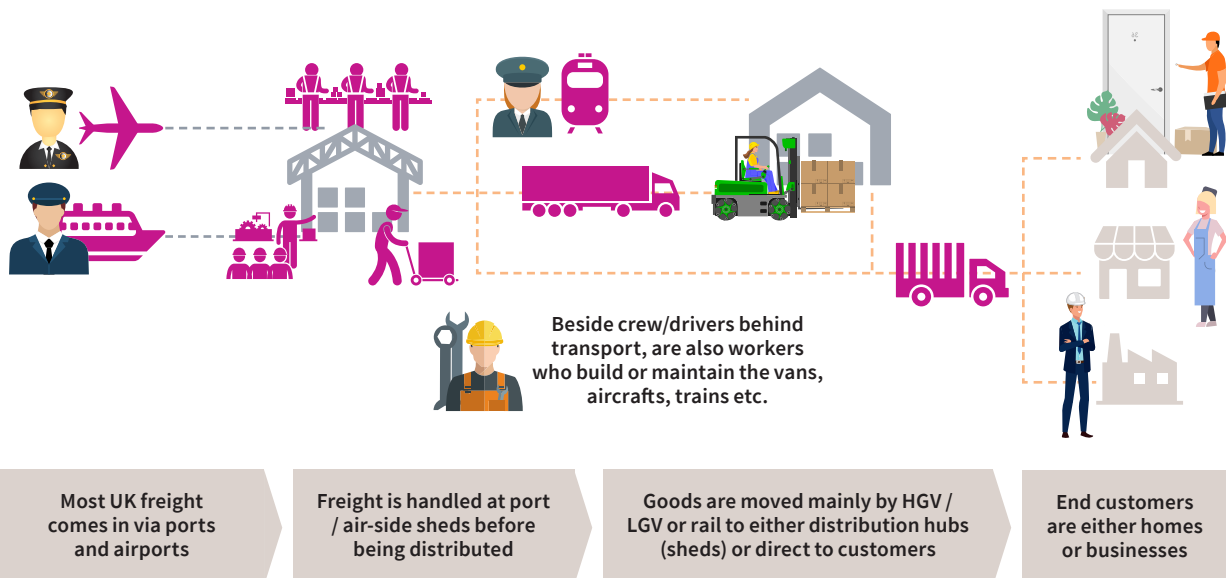 Beside crew/drivers behind
transport, are also workers
who build or maintain the vans,
aircrafts, trains etc.
Most UK freight
comes in via ports
and airports
Freight is handled at port
/ air-side sheds before
being distributed
Goods are moved mainly by HGV /
LGV or rail to either distribution hubs
(sheds) or direct to customers
End customers
are either homes
or businesses